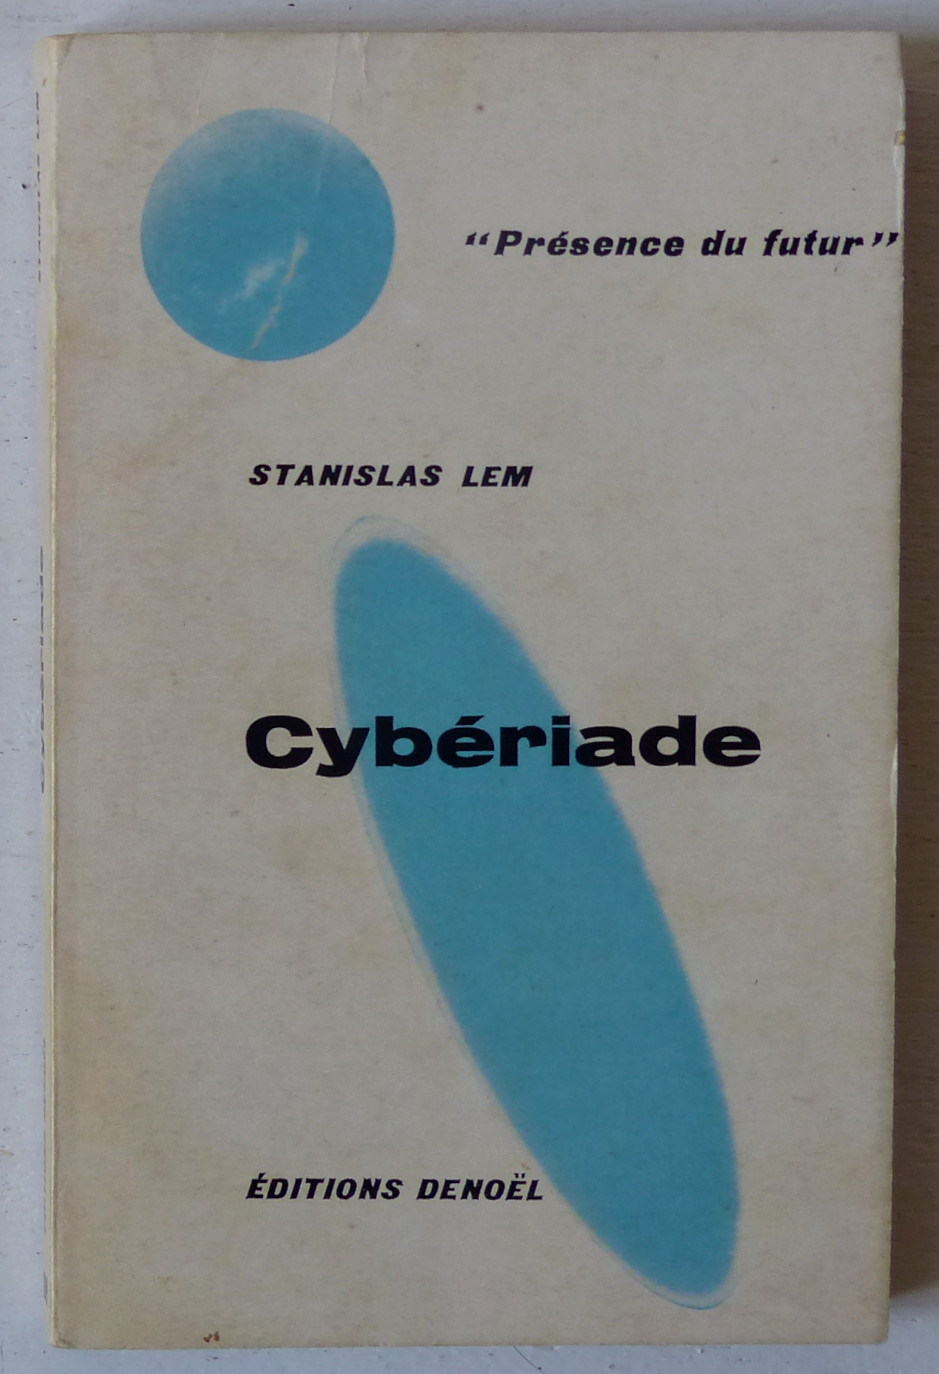 “Présence du futur”
STANISLAS LEM
Cybériade
ÉDITIONS DENOËL